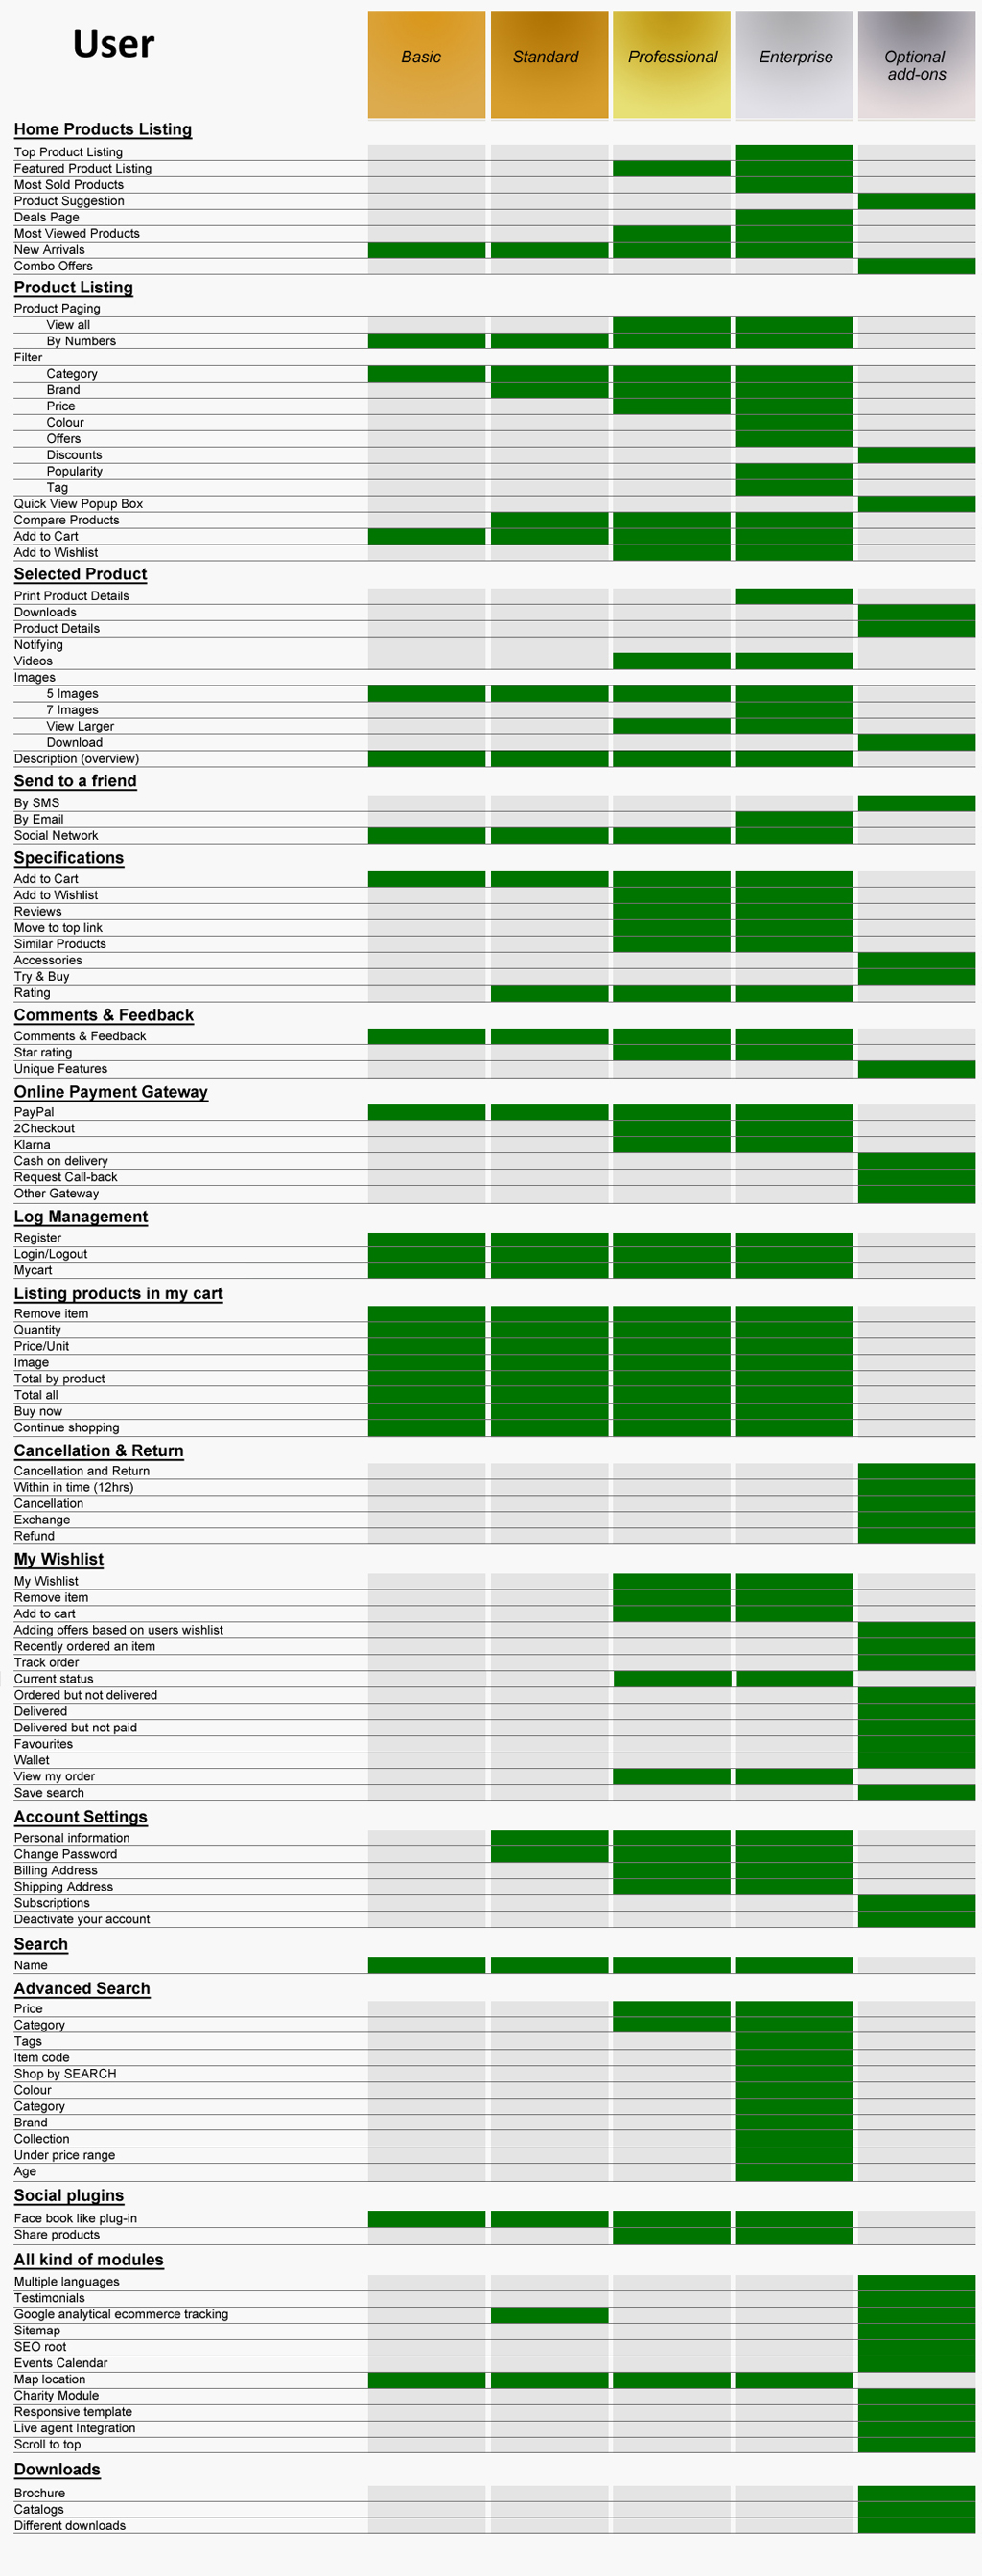 User
Basic
Standard
Professional
Enterprise
Optional
add-ons
Home Products Listing
Top Product Listing
Featured Product Listing
Most Sold Products
Product Suggestion
Deals Page
Most Viewed Products
New Arrivals
Combo Offers
Product Listing
Product Paging
View all
By Numbers
Filter
Category
Brand
Price
Colour
Offers
Discounts
Popularity
Tag
Quick View Popup Box
Compare Products
Add to Cart
Add to Wishlist
Selected Product
Print Product Details
Downloads
Product Details
Notifying
Videos
Images
5 Images
7 Images
View Larger
Download
Description (overview)
Send to a friend
By SMS
By Email
Social Network
Specifications
Add to Cart
Add to Wishlist
Reviews
Move to top link
Similar Products
Accessories
Try & Buy
Rating
Comments & Feedback
Comments & Feedback
Star rating
Unique Features
Online Payment Gateway
PayPal
2Checkout
Klarna
Cash on delivery
Request Call-back
Other Gateway
Log Management
Register
Login/Logout
Mycart
Listing products in my cart
Remove item
Quantity
Price/Unit
Image
Total by product
Total all
Buy now
Continue shopping
Cancellation & Return
Cancellation and Return
Within in time (12hrs)
Cancellation
Exchange
Refund
My Wishlist
My Wishlist
Remove item
Add to cart
Adding offers based on users wishlist
Recently ordered an item
Track order
Current status
Ordered but not delivered
Delivered
Delivered but not paid
Favourites
Wallet
View my order
Save search
Account Settings
Personal information
Change Password
Billing Address
Shipping Address
Subscriptions
Deactivate your account
Search
Name
Advanced Search
Price
Category
Tags
Item code
Shop by SEARCH
Colour
Category
Brand
Collection
Under price range
Age
Social plugins
Face book like plug-in
Share products
All kind of modules
Multiple languages
Testimonials
Google analytical ecommerce tracking
Sitemap
SEO root
Events Calendar
Map location
Charity Module
Responsive template
Live agent Integration
Scroll to top
Downloads
Brochure
Catalogs
Different downloads